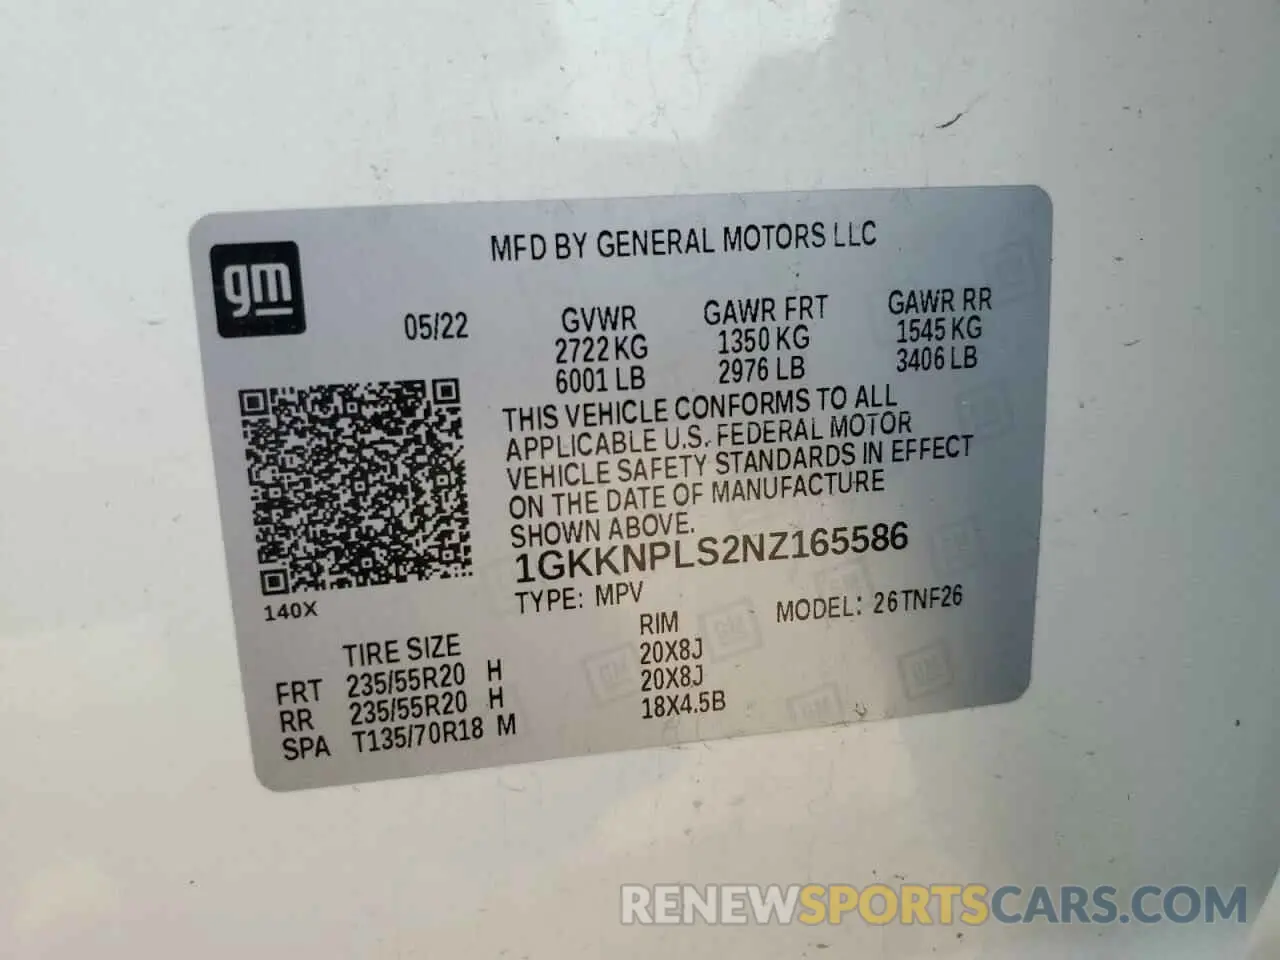 gm
MFD BY GENERAL MOTORS LLC
05/22
GVWR
2722 KG
6001 LB
GAWR FRT
1350 KG
2976 LB
GAWR RR
1545 KG
3406 LB
THIS VEHICLE CONFORMS TO ALL
APPLICABLE U.S. FEDERAL MOTOR
VEHICLE SAFETY STANDARDS IN EFFECT
ON THE DATE OF MANUFACTURE
SHOWN ABOVE.
1GKKNPLS2NZ165586
TYPE: MPV
MODEL: 26TNF26
140X
TIRE SIZE RIM
FRT 235/55R20 H 20X8J
RR 235/55R20 H 20X8J
SPA T135/70R18 M 18X4.5B
RENEWSPORTSCARS.COM